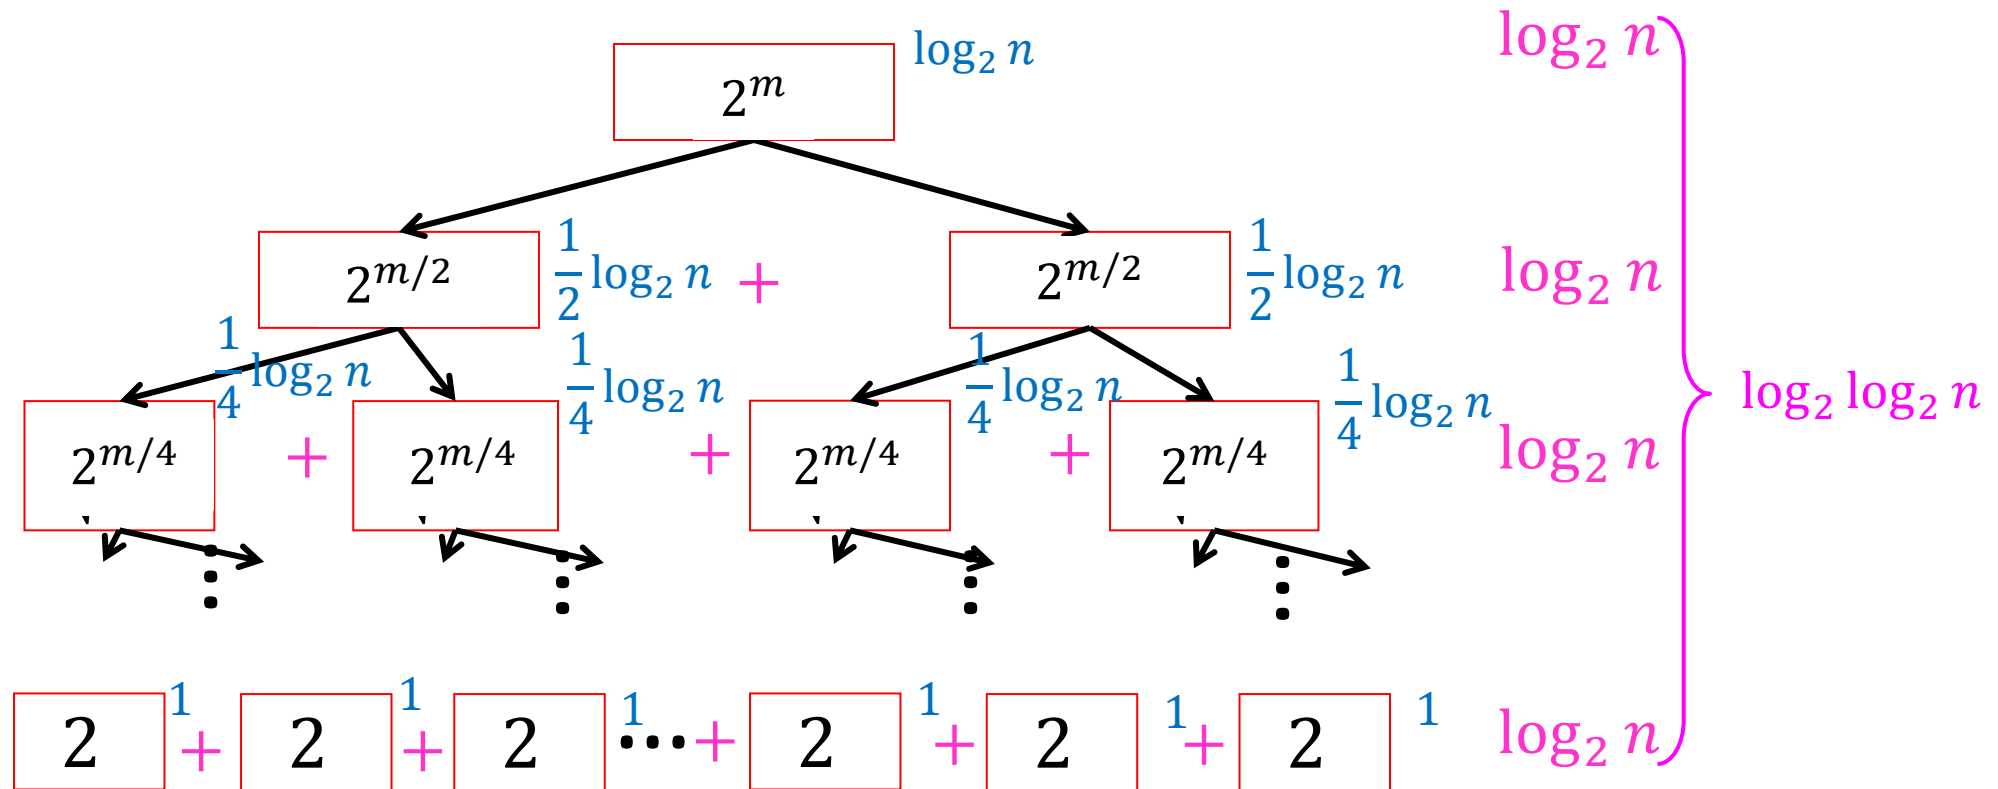 log₂ n
2^m
log₂ n
2^{m/2} 1/2 log₂ n + 2^{m/2} 1/2 log₂ n
log₂ n
1/4 log₂ n 1/4 log₂ n 1/4 log₂ n 1/4 log₂ n
2^{m/4} + 2^{m/4} + 2^{m/4} + 2^{m/4}
log₂ n
log₂ log₂ n
⋮ ⋮ ⋮ ⋮
2 1 + 2 1 + 2 1 ⋯ + 2 1 + 2 1 + 2 1
log₂ n